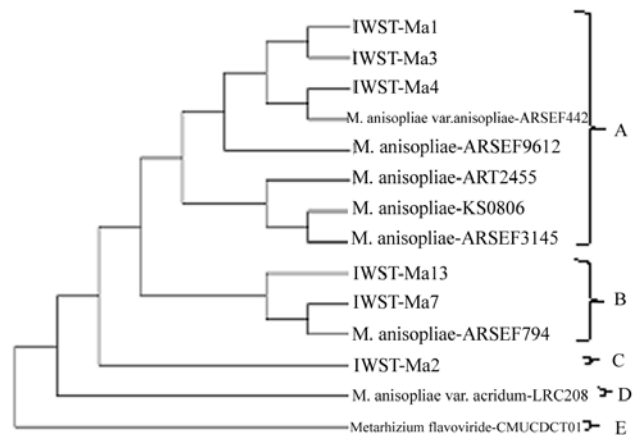 IWST-Ma1
IWST-Ma3
IWST-Ma4
M. anisopliae var.anisopliae-ARSEF442
A
M. anisopliae-ARSEF9612
M. anisopliae-ART2455
M. anisopliae-KS0806
M. anisopliae-ARSEF3145
IWST-Ma13
IWST-Ma7
B
M. anisopliae-ARSEF794
IWST-Ma2
C
M. anisopliae var. acridum-LRC208
D
Metarhizium flavoviride-CMUCDCT01
E